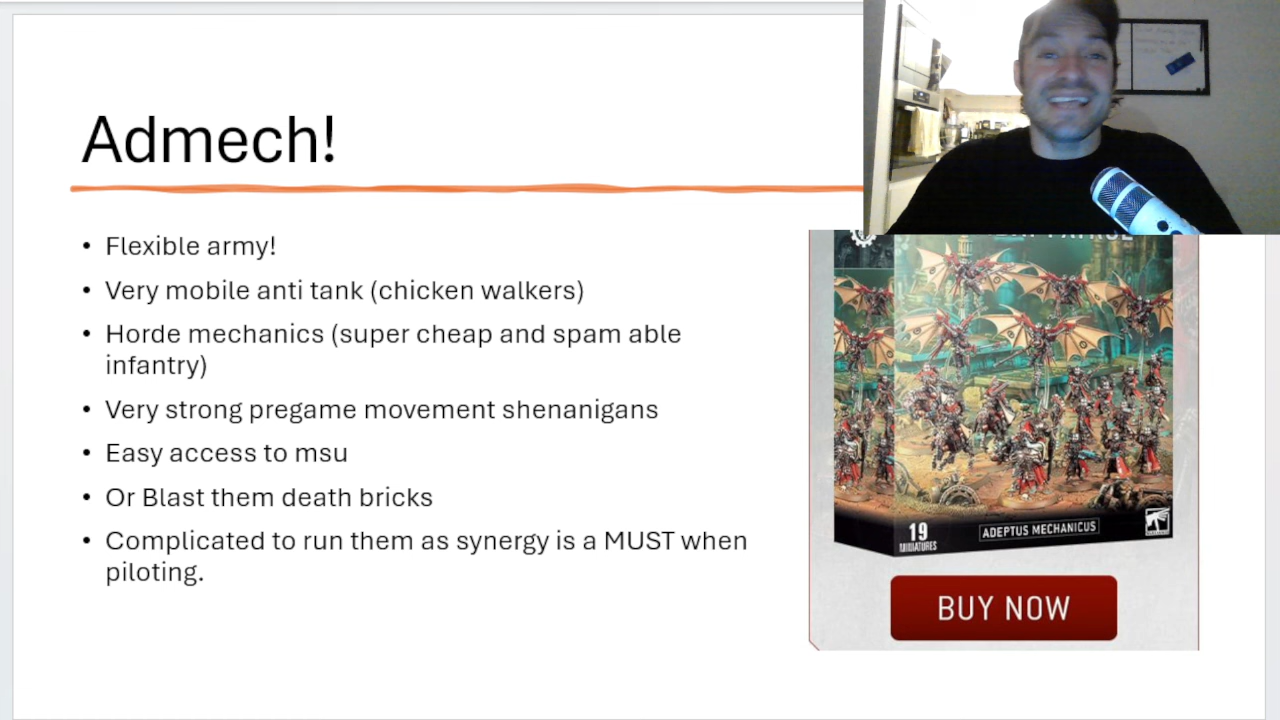 Admech!
• Flexible army!
• Very mobile anti tank (chicken walkers)
• Horde mechanics (super cheap and spam able
infantry)
• Very strong pregame movement shenanigans
• Easy access to msu
• Or Blast them death bricks
• Complicated to run them as synergy is a MUST when
piloting.
19
MINIATURES
ADEPTUS MECHANICUS
BUY NOW